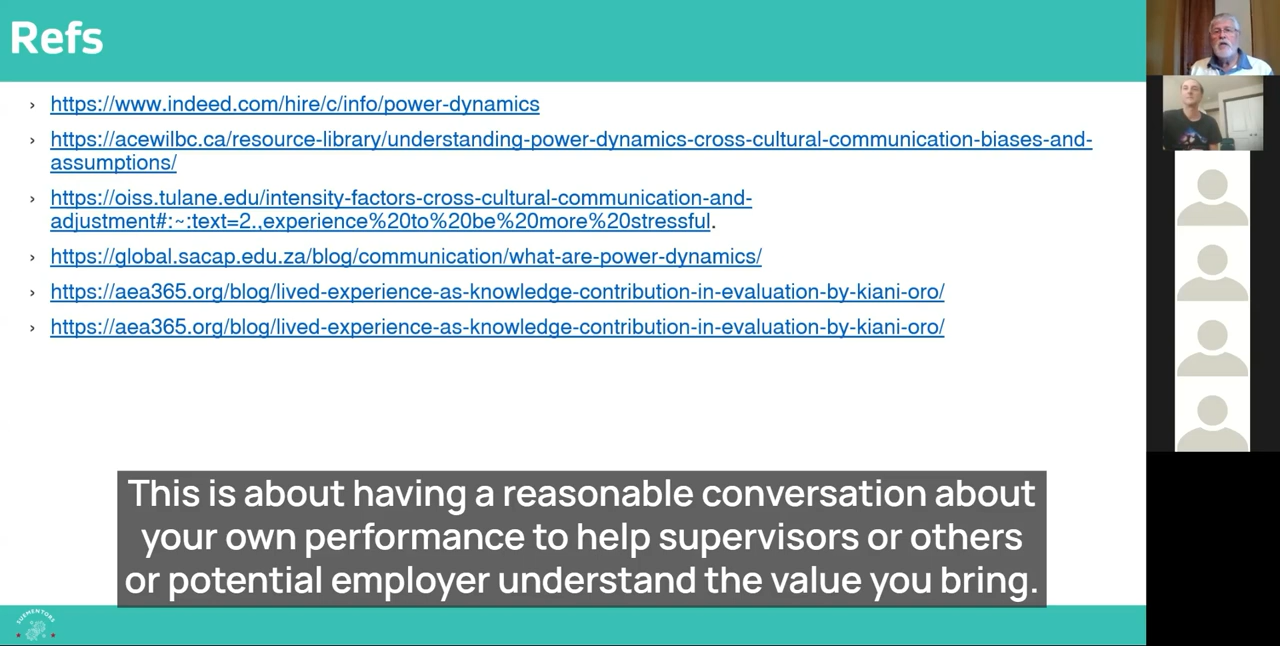 Refs
› https://www.indeed.com/hire/c/info/power-dynamics
› https://acewilbc.ca/resource-library/understanding-power-dynamics-cross-cultural-communication-biases-and-
assumptions/
› https://oiss.tulane.edu/intensity-factors-cross-cultural-communication-and-
adjustment#:~:text=2.,experience%20to%20be%20more%20stressful.
› https://global.sacap.edu.za/blog/communication/what-are-power-dynamics/
› https://aea365.org/blog/lived-experience-as-knowledge-contribution-in-evaluation-by-kiani-oro/
› https://aea365.org/blog/lived-experience-as-knowledge-contribution-in-evaluation-by-kiani-oro/
This is about having a reasonable conversation about
your own performance to help supervisors or others
or potential employer understand the value you bring.